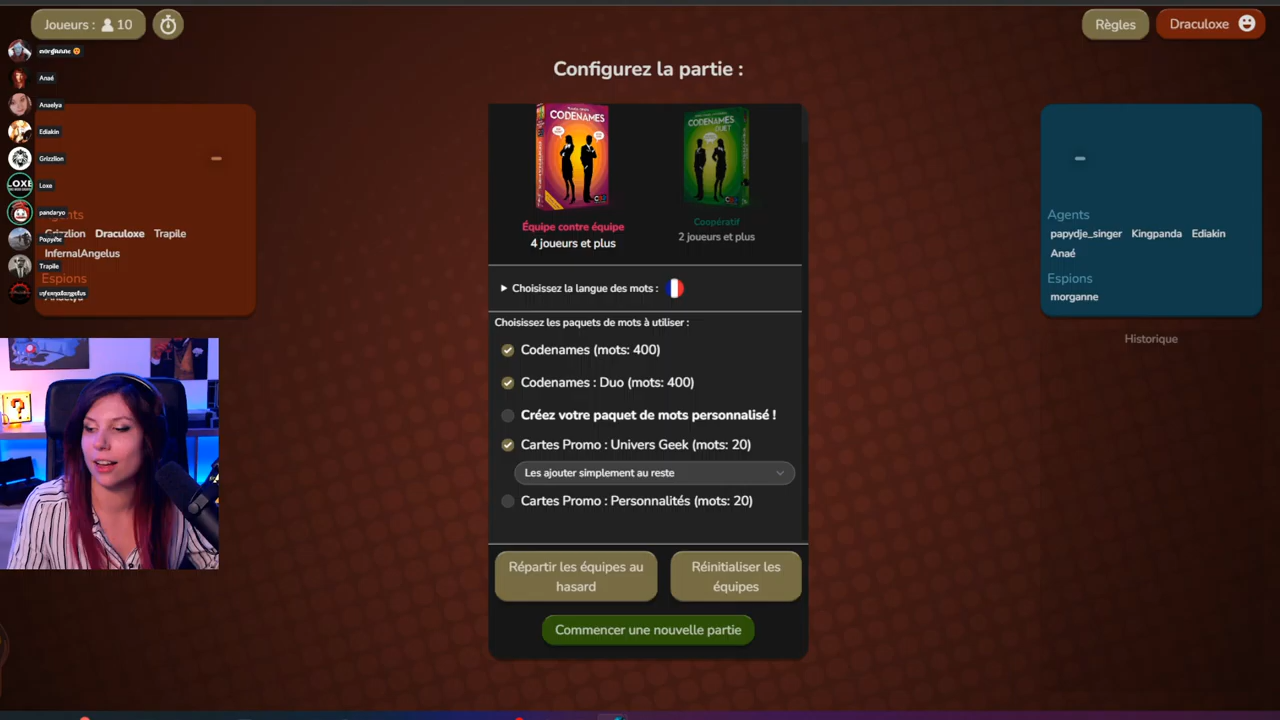 Joueurs : 10
Règles
Draculoxe
Configurez la partie :
morganne
Anaé
Anaelya
Ediakin
Grizzlion
Loxe
pandaryo
Papydje
Trapile
CODENAMES
CODENAMES
DUET
Équipe contre équipe
4 joueurs et plus
Coopératif
2 joueurs et plus
Grizzlion Draculoxe Trapile
InfernalAngelus
Espions
Anaelya
Agents
papydje_singer Kingpanda Ediakin
Anaé
Espions
morganne
Historique
Choisissez la langue des mots :
Choisissez les paquets de mots à utiliser :
Codenames (mots: 400)
Codenames : Duo (mots: 400)
Créez votre paquet de mots personnalisé !
Cartes Promo : Univers Geek (mots: 20)
Les ajouter simplement au reste
Cartes Promo : Personnalités (mots: 20)
Répartir les équipes au
hasard
Réinitialiser les
équipes
Commencer une nouvelle partie